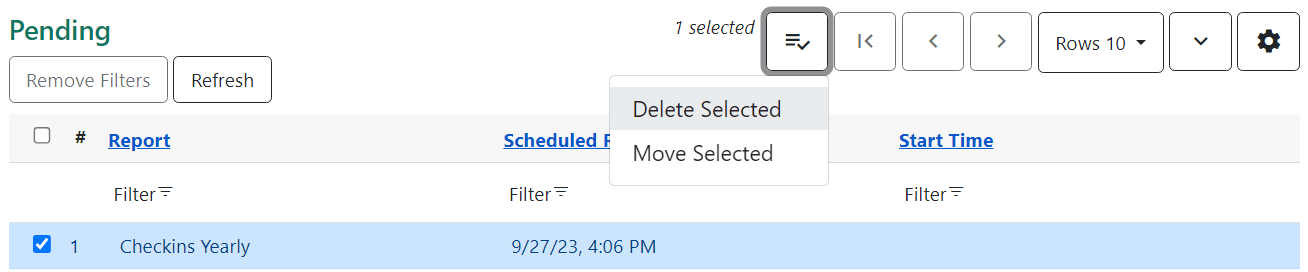 Pending
1 selected
Rows 10
Remove Filters
Refresh
Delete Selected
Move Selected
#
Report
Scheduled
Start Time
Filter
Filter
Filter
1
Checkins Yearly
9/27/23, 4:06 PM